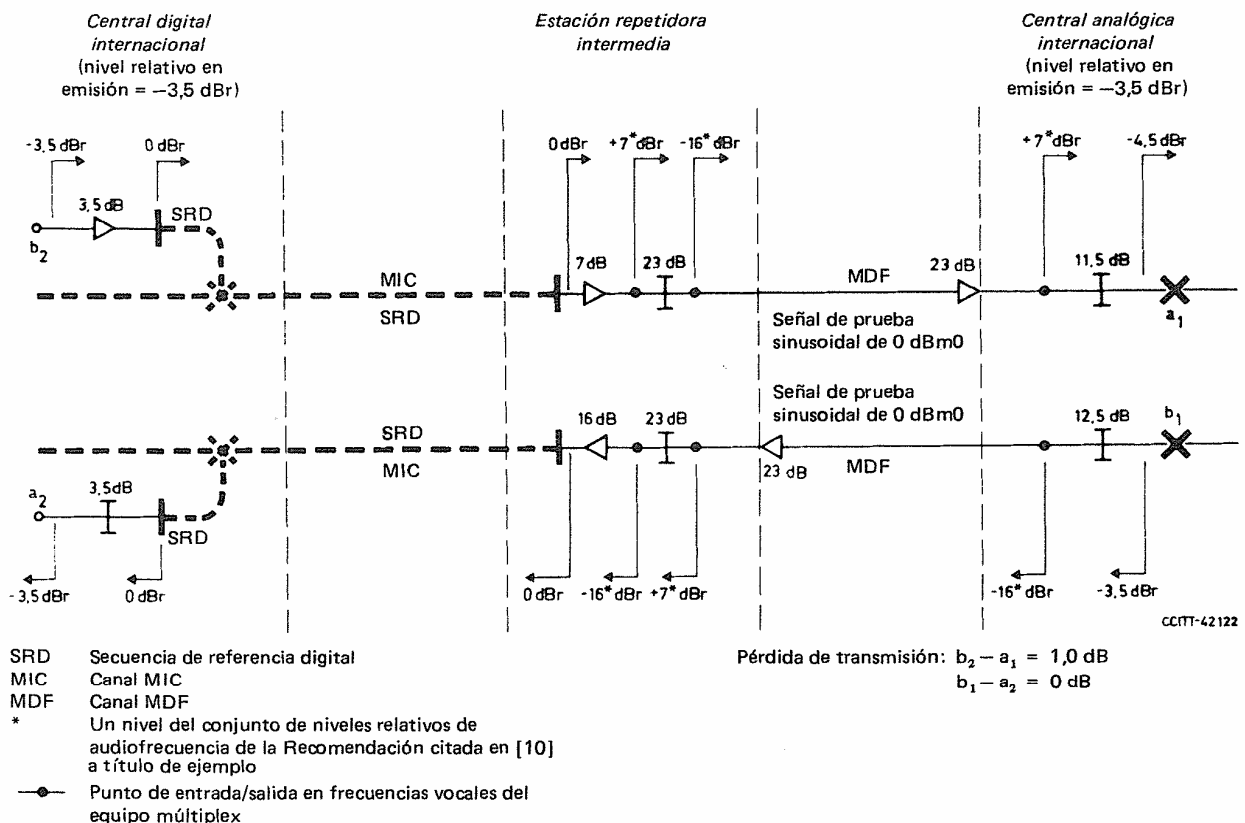 Central digital
internacional
(nivel relativo en
emisión = −3,5 dBr)
Estación repetidora
intermedia
Central analógica
internacional
(nivel relativo en
emisión = −3,5 dBr)
-3,5 dBr
0 dBr
0 dBr
+7*dBr
-16*dBr
+7*dBr
-4,5 dBr
3,5 dB
SRD
b2
7 dB
23 dB
MIC
SRD
MDF
23 dB
11,5 dB
a1
Señal de prueba
sinusoidal de 0 dBm0
Señal de prueba
sinusoidal de 0 dBm0
SRD
MIC
16 dB
23 dB
23 dB
MDF
12,5 dB
b1
a2
3,5dB
SRD
-3,5 dBr
0 dBr
0 dBr
-16*dBr
+7*dBr
-16*dBr
-3,5 dBr
CCITT-42122
SRD Secuencia de referencia digital
MIC Canal MIC
MDF Canal MDF
* Un nivel del conjunto de niveles relativos de
audiofrecuencia de la Recomendación citada en [10]
a título de ejemplo
Punto de entrada/salida en frecuencias vocales del
equipo múltiplex
Pérdida de transmisión: b2 − a1 = 1,0 dB
b1 − a2 = 0 dB